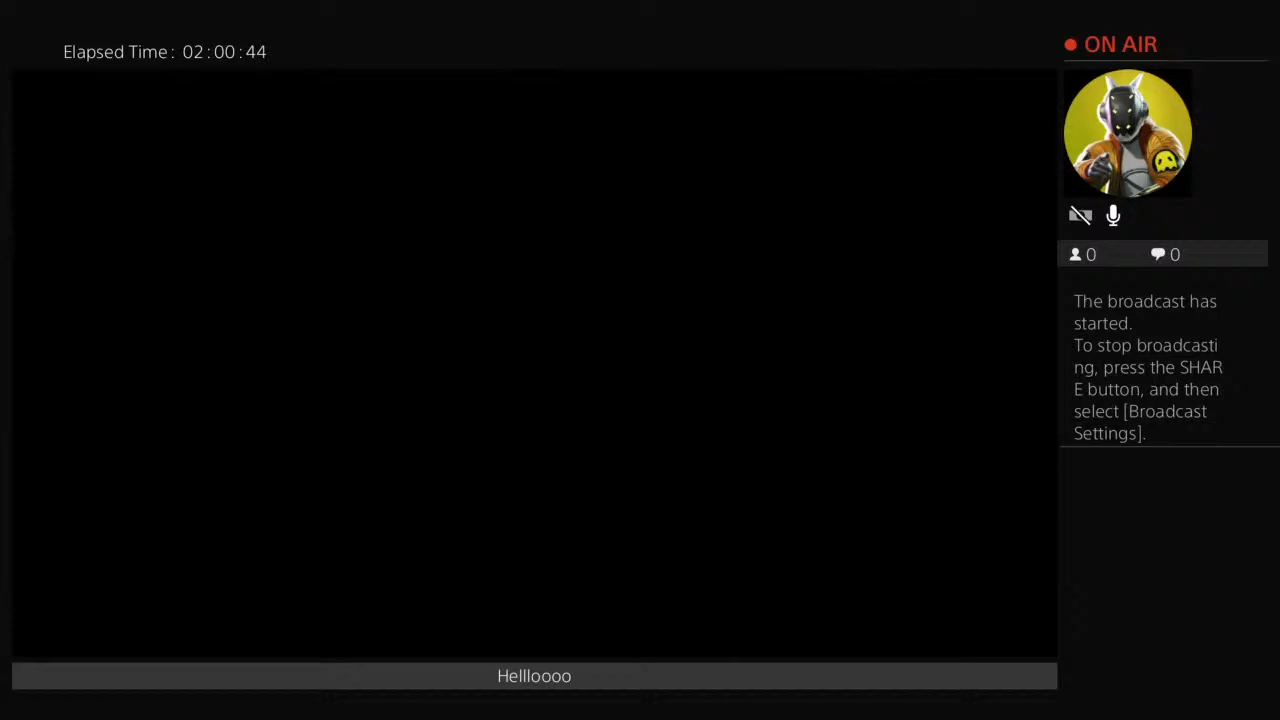 Elapsed Time: 02:00:44
ON AIR
0 0
The broadcast has
started.
To stop broadcasti
ng, press the SHAR
E button, and then
select [Broadcast
Settings].
Hellloooo